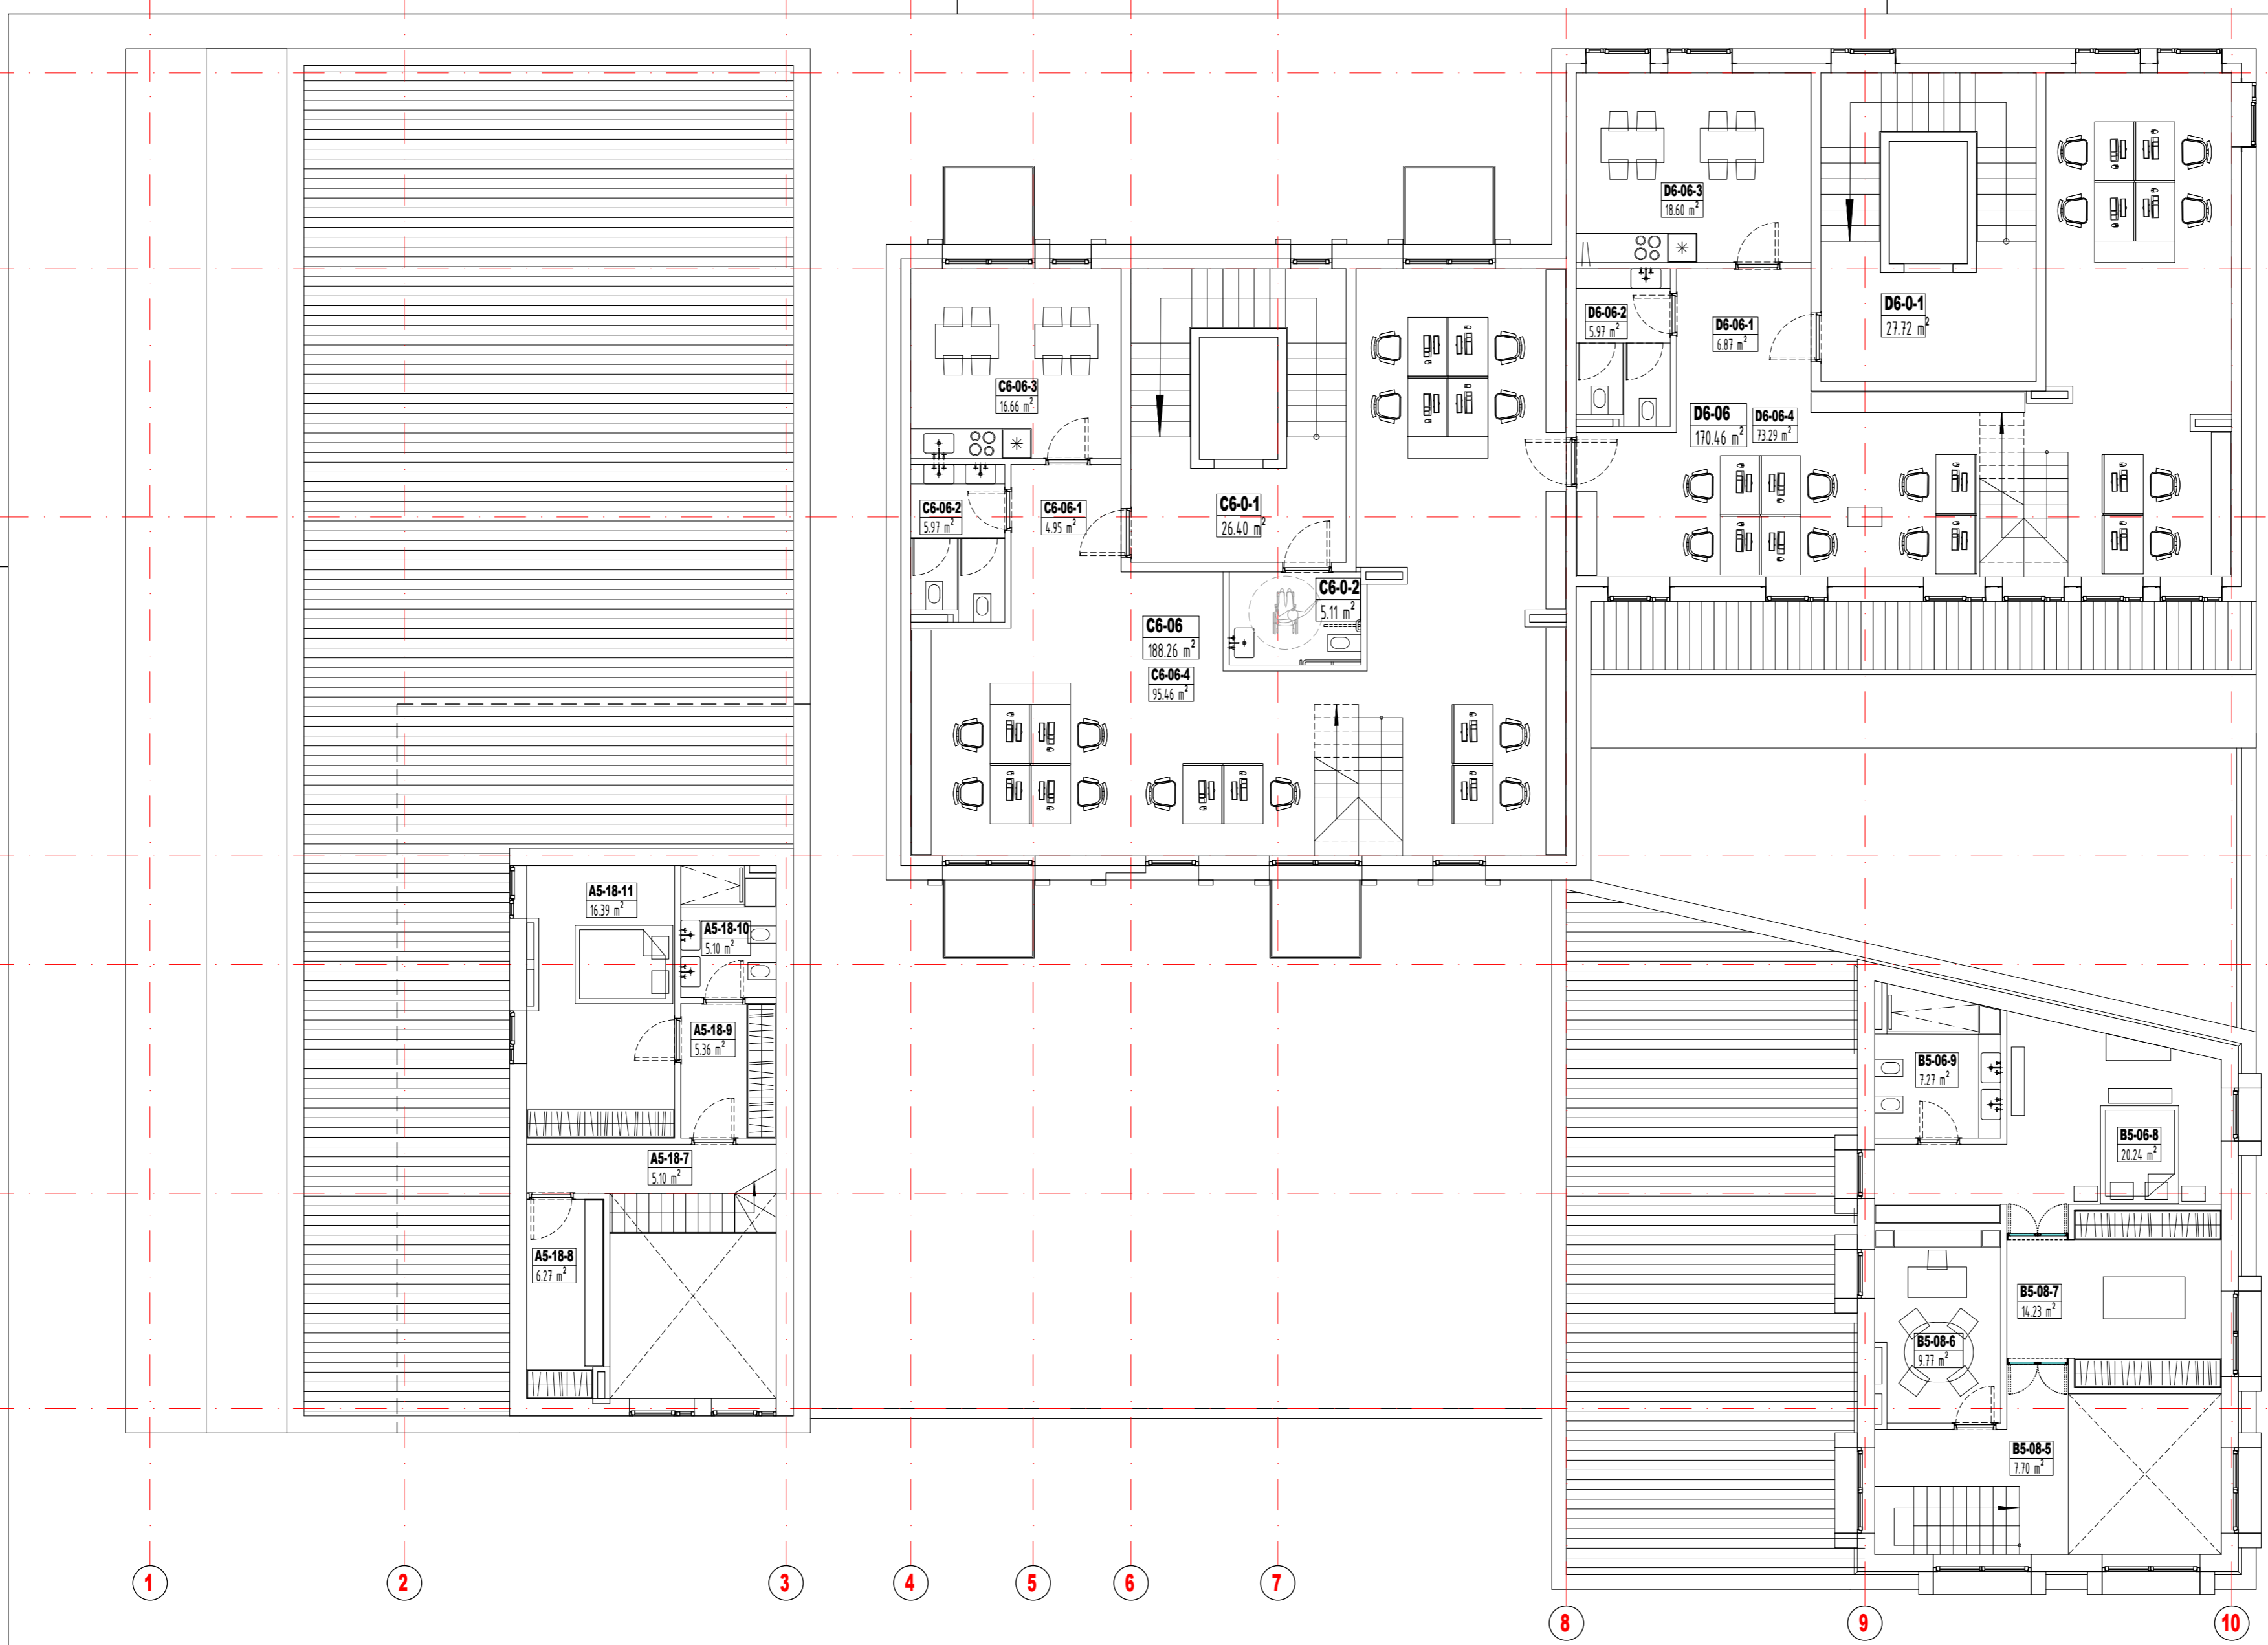 D6-06-3
18.60 m²
D6-0-1
27.72 m²
D6-06-2
5.97 m²
D6-06-1
6.87 m²
D6-06
170.46 m²
D6-06-4
73.29 m²
C6-06-3
16.66 m²
C6-06-2
5.97 m²
C6-06-1
4.95 m²
C6-0-1
26.40 m²
C6-0-2
5.11 m²
C6-06
188.26 m²
C6-06-4
95.46 m²
A5-18-11
16.39 m²
A5-18-10
5.10 m²
A5-18-9
5.36 m²
A5-18-7
5.10 m²
A5-18-8
6.27 m²
B5-06-9
7.27 m²
B5-06-8
20.24 m²
B5-08-7
14.23 m²
B5-08-6
9.77 m²
B5-08-5
7.70 m²
1
2
3
4
5
6
7
8
9
10